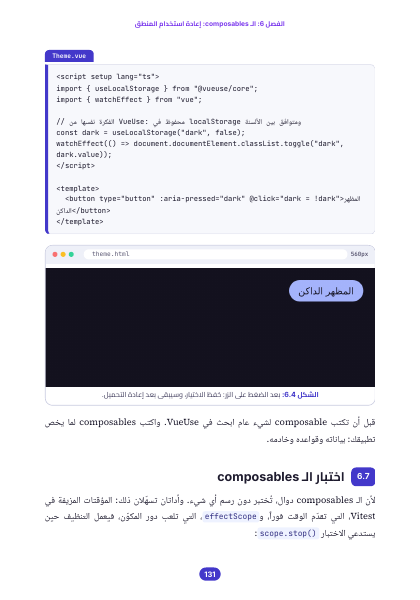 الفصل 6: الـ composables: إعادة استخدام المنطق
Theme.vue
<script setup lang="ts">
import { useLocalStorage } from "@vueuse/core";
import { watchEffect } from "vue";
// الفكرة نفسها من VueUse: محفوظ في localStorage ومتوافق بين الألسنة
const dark = useLocalStorage("dark", false);
watchEffect(() => document.documentElement.classList.toggle("dark",
dark.value));
</script>
<template>
<button type="button" :aria-pressed="dark" @click="dark = !dark">المظهر
الداكن</button>
</template>
theme.html
560px
المظهر الداكن
الشكل 6.4: بعد الضغط على الزر: حُفظ الاختيار، وسيبقى بعد إعادة التحميل.
قبل أن تكتب composable لشيء عام ابحث في VueUse. واكتب composables لما يخص
تطبيقك: بياناته وقواعده وخادمه.
6.7 اختبار الـ composables
لأن الـ composables دوال، تُختبر دون رسم أي شيء. وأداتان تسهّلان ذلك: المؤقتات المزيفة في
Vitest، التي تقدّم الوقت فوراً، و effectScope، التي تلعب دور المكوّن، فيعمل التنظيف حين
يستدعي الاختبار scope.stop():
131